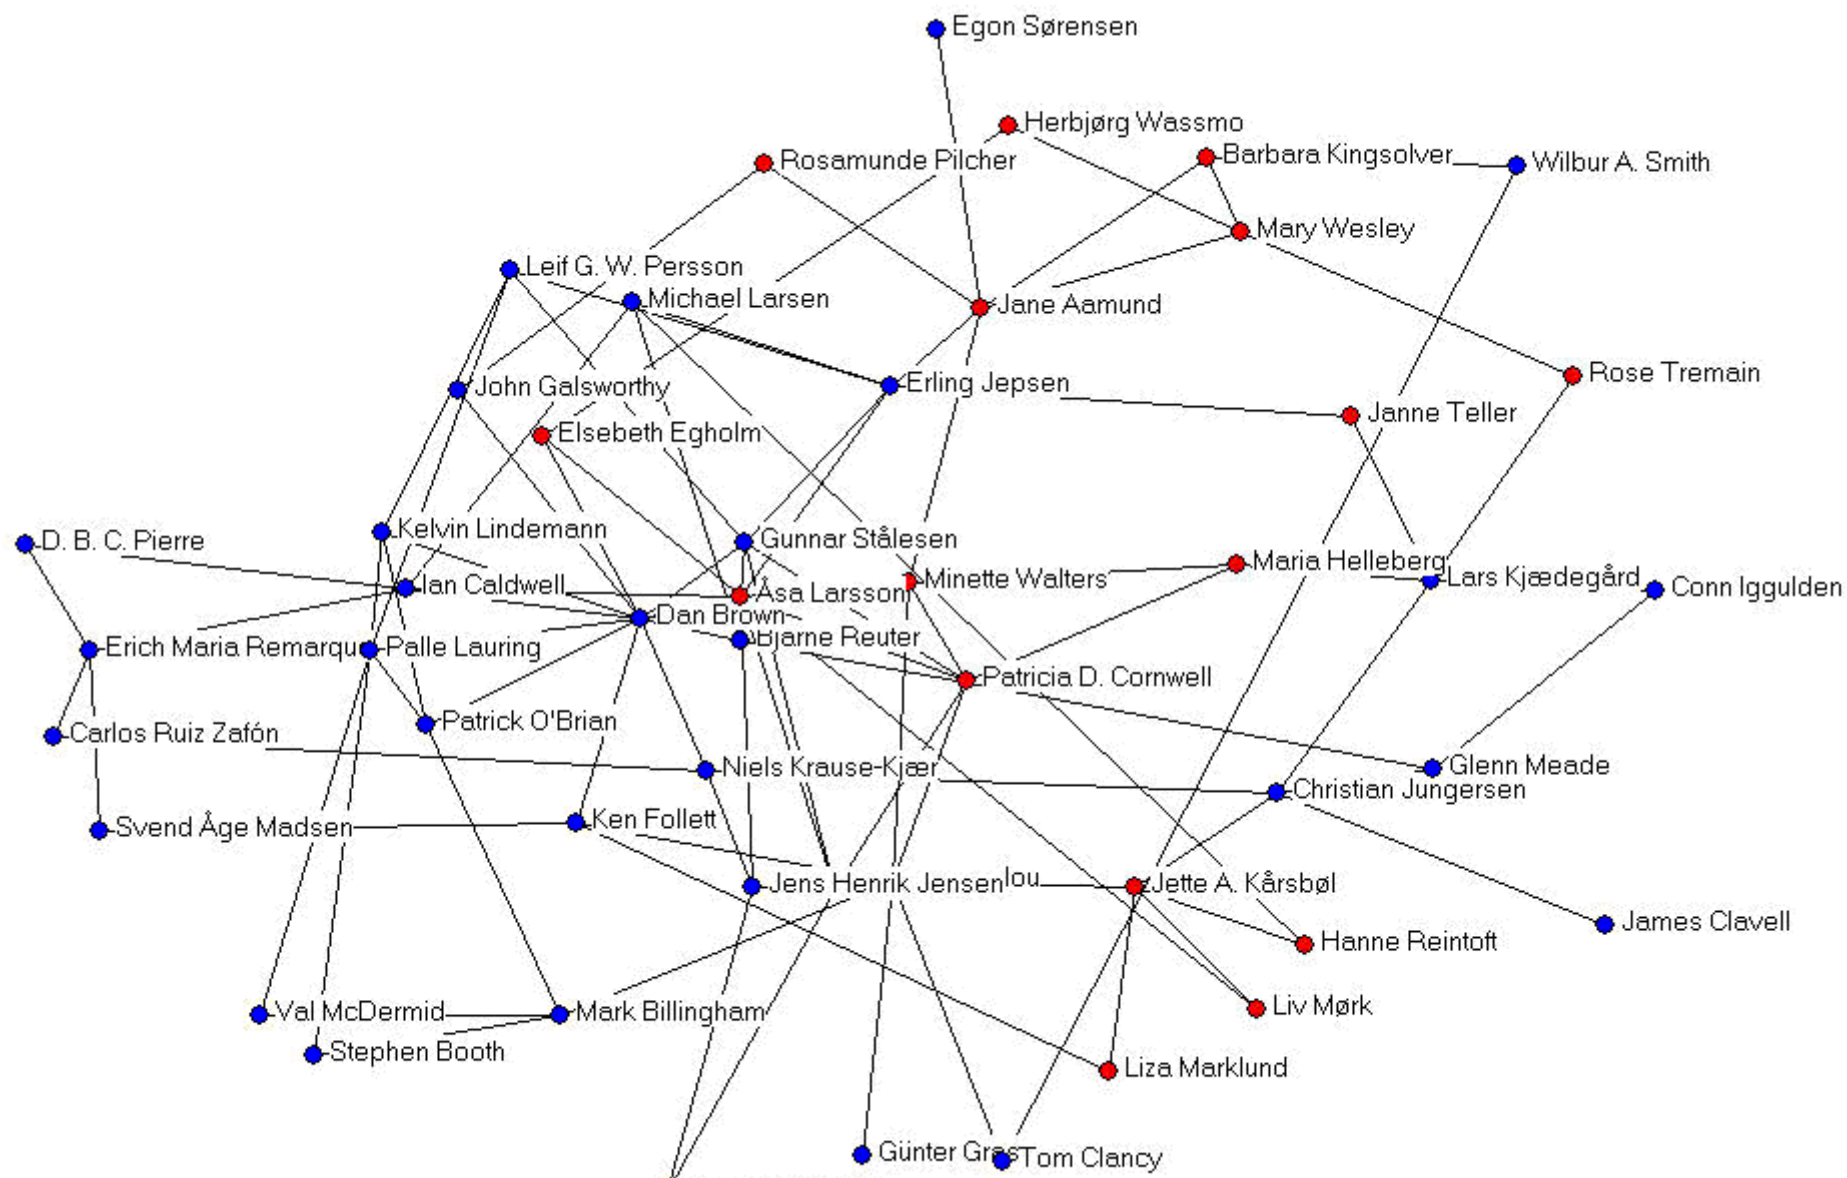 Egon Sørensen
Herbjørg Wassmo
Barbara Kingsolver
Rosamunde Pilcher
Wilbur A. Smith
Mary Wesley
Leif G. W. Persson
Michael Larsen
Jane Aamund
Rose Tremain
John Galsworthy
Erling Jepsen
Janne Teller
Elsebeth Egholm
Kelvin Lindemann
D. B. C. Pierre
Gunnar Stålesen
Maria Helleberg
Ian Caldwell
Minette Walters
Lars Kjædegård
Conn Iggulden
Åsa Larsson
Dan Brown
Bjarne Reuter
Erich Maria Remarqu
Palle Lauring
Patricia D. Cornwell
Patrick O'Brian
Carlos Ruiz Zafón
Niels Krause-Kjær
Glenn Meade
Christian Jungersen
Svend Åge Madsen
Ken Follett
Jens Henrik Jensen
lou
Jette A. Kårsbøl
James Clavell
Hanne Reintoft
Val McDermid
Mark Billingham
Liv Mørk
Stephen Booth
Liza Marklund
Günter Gras
Tom Clancy